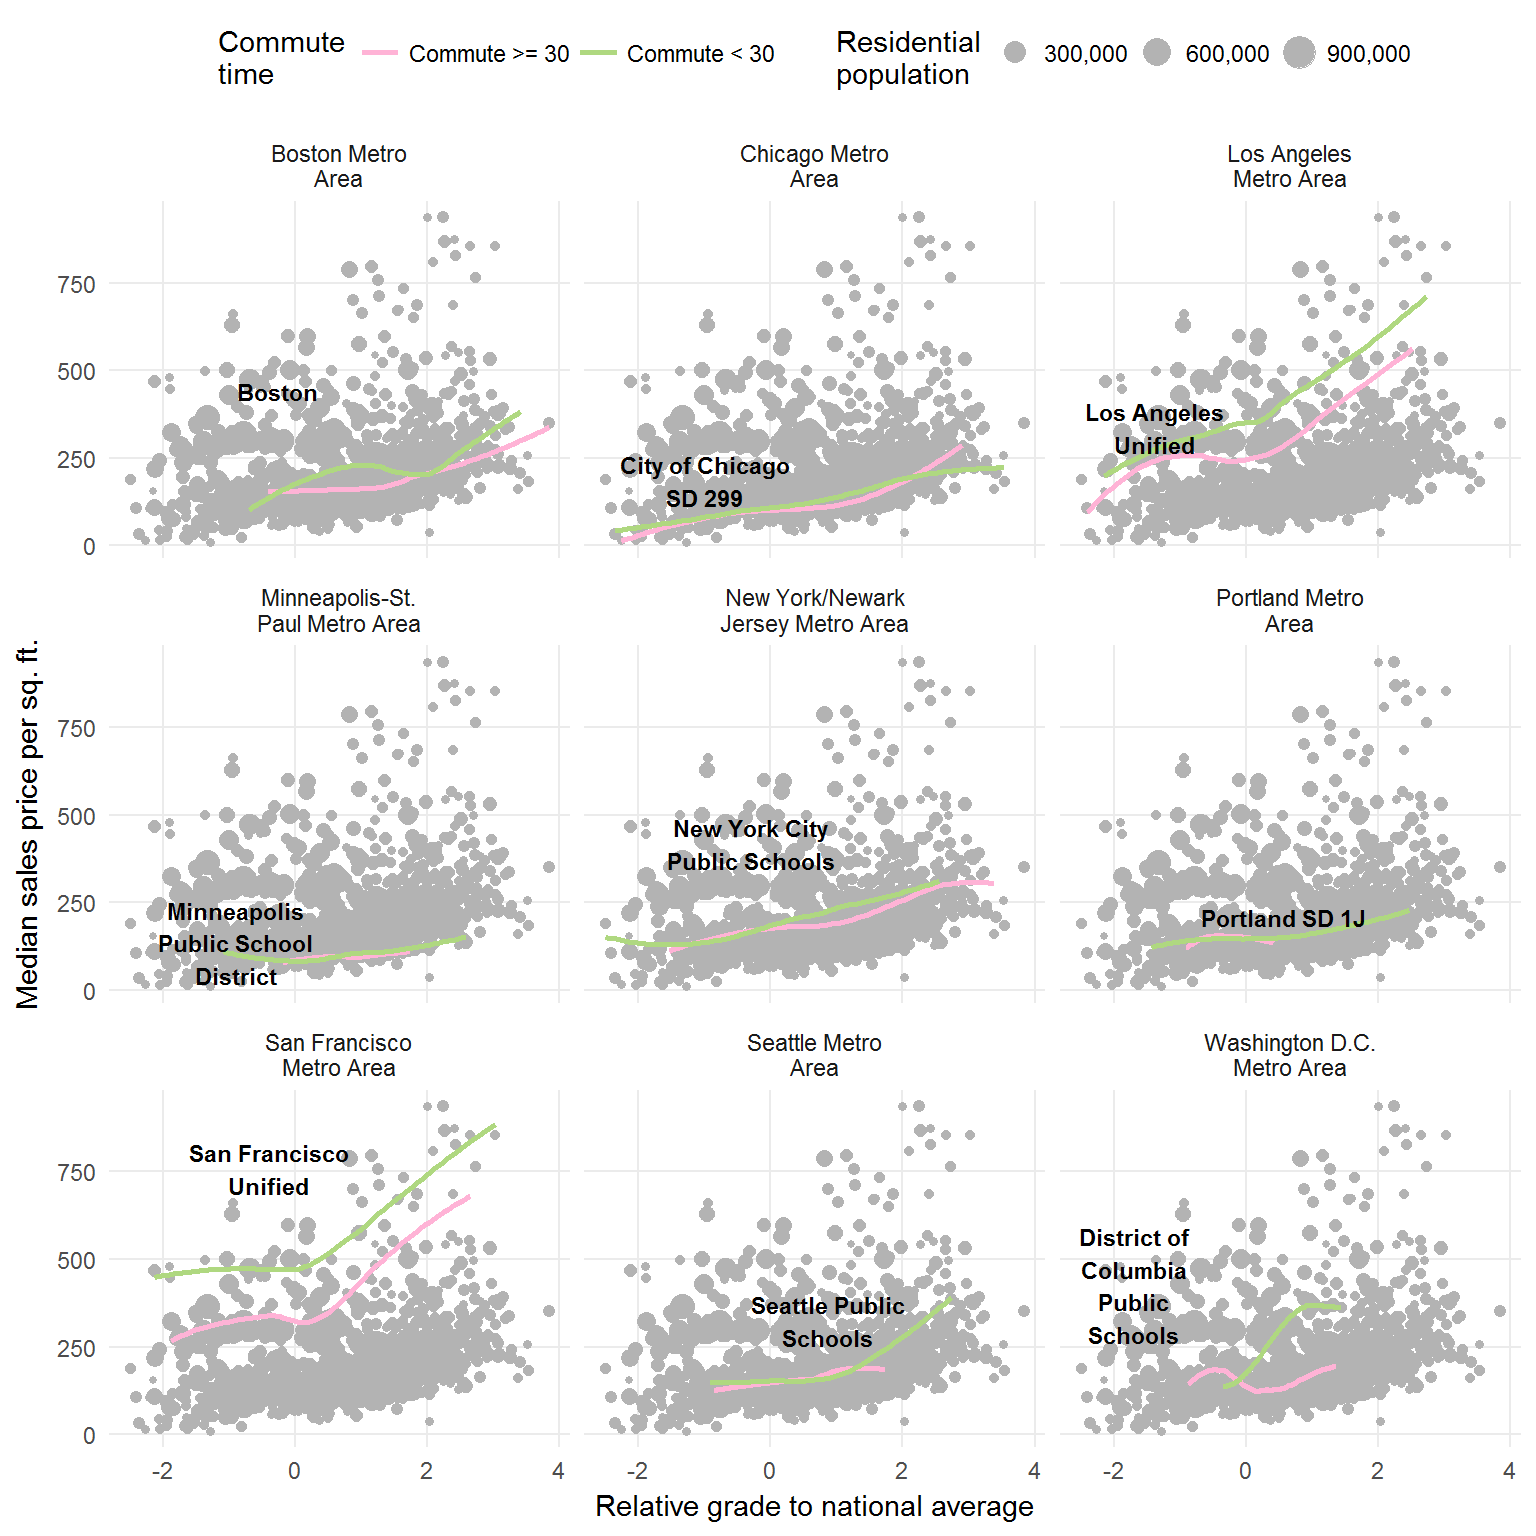 Commute
time
Commute >= 30
Commute < 30
Residential
population
300,000
600,000
900,000
Boston Metro
Area
Chicago Metro
Area
Los Angeles
Metro Area
750
500
250
0
Boston
City of Chicago
SD 299
Los Angeles
Unified
Minneapolis-St.
Paul Metro Area
New York/Newark
Jersey Metro Area
Portland Metro
Area
Median sales price per sq. ft.
750
500
250
0
Minneapolis
Public School
District
New York City
Public Schools
Portland SD 1J
San Francisco
Metro Area
Seattle Metro
Area
Washington D.C.
Metro Area
750
500
250
0
San Francisco
Unified
Seattle Public
Schools
District of
Columbia
Public
Schools
-2 0 2 4
-2 0 2 4
-2 0 2 4
Relative grade to national average